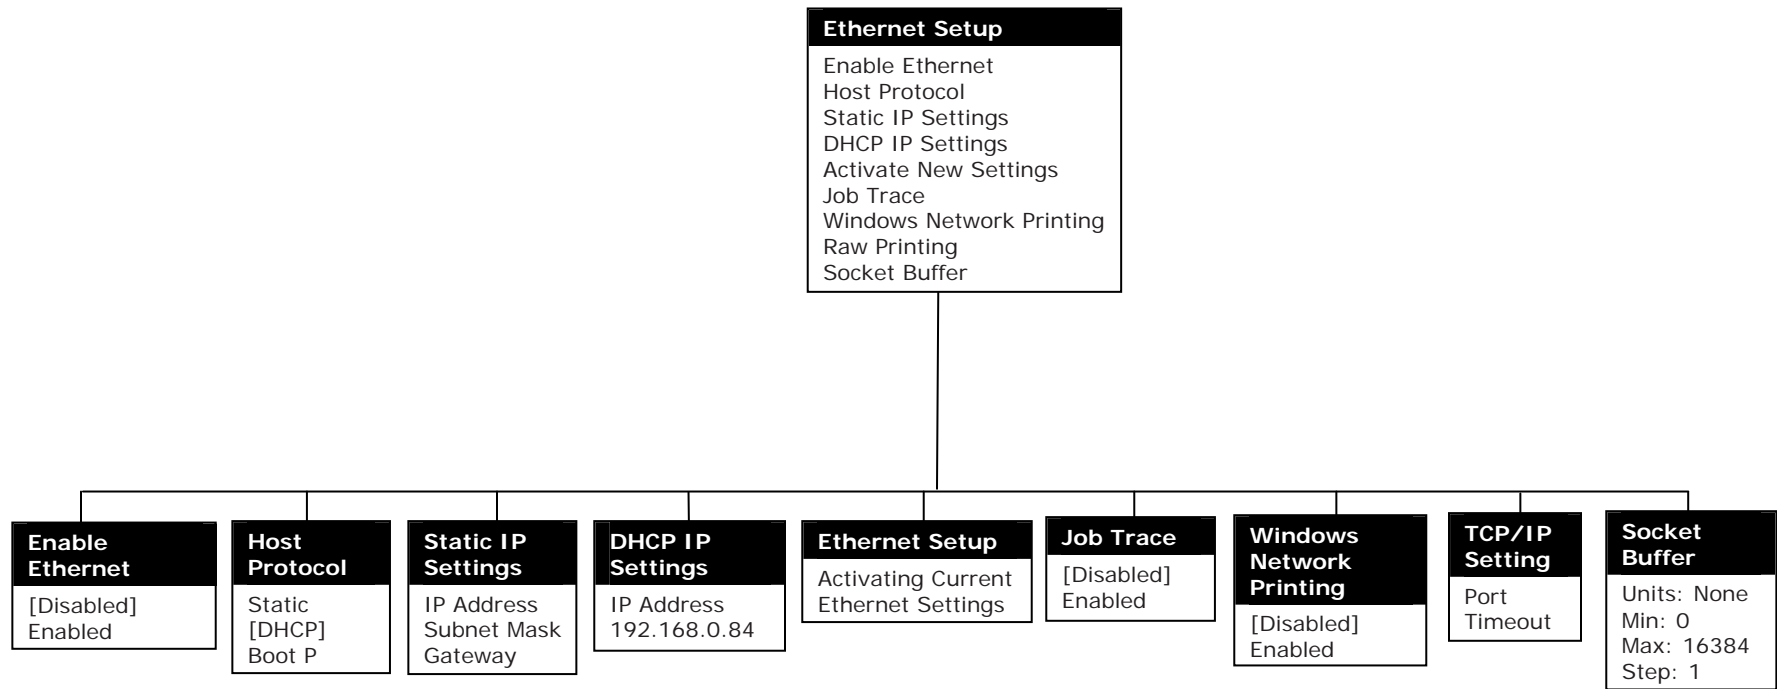 Ethernet Setup
Enable Ethernet
Host Protocol
Static IP Settings
DHCP IP Settings
Activate New Settings
Job Trace
Windows Network Printing
Raw Printing
Socket Buffer
Enable
Ethernet
[Disabled]
Enabled
Host
Protocol
Static
[DHCP]
Boot P
Static IP
Settings
IP Address
Subnet Mask
Gateway
DHCP IP
Settings
IP Address
192.168.0.84
Ethernet Setup
Activating Current
Ethernet Settings
Job Trace
[Disabled]
Enabled
Windows
Network
Printing
[Disabled]
Enabled
TCP/IP
Setting
Port
Timeout
Socket
Buffer
Units: None
Min: 0
Max: 16384
Step: 1